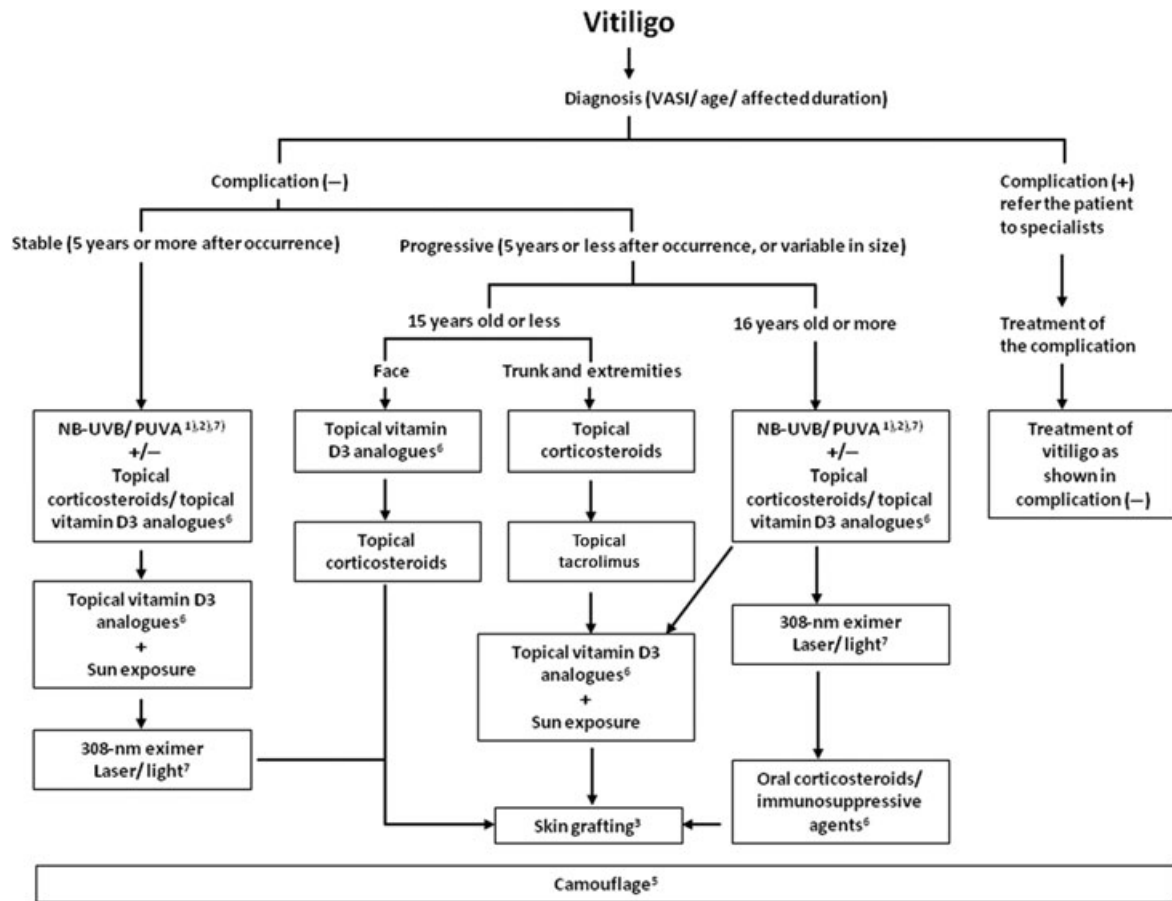 Vitiligo
Diagnosis (VASI/ age/ affected duration)
Complication (—)
Complication (+)
refer the patient
to specialists
Stable (5 years or more after occurrence)
Progressive (5 years or less after occurrence, or variable in size)
15 years old or less
16 years old or more
Treatment of
the complication
Face
Trunk and extremities
NB-UVB/ PUVA 1),2),7)
+/—
Topical
corticosteroids/ topical
vitamin D3 analogues6
Topical vitamin
D3 analogues6
Topical
corticosteroids
NB-UVB/ PUVA 1),2),7)
+/—
Topical
corticosteroids/ topical
vitamin D3 analogues6
Treatment of
vitiligo as
shown in
complication (—)
Topical
corticosteroids
Topical
tacrolimus
Topical vitamin D3
analogues6
+
Sun exposure
308-nm eximer
Laser/ light7
Topical vitamin D3
analogues6
+
Sun exposure
308-nm eximer
Laser/ light7
Oral corticosteroids/
immunosuppressive
agents6
Skin grafting3
Camouflage5